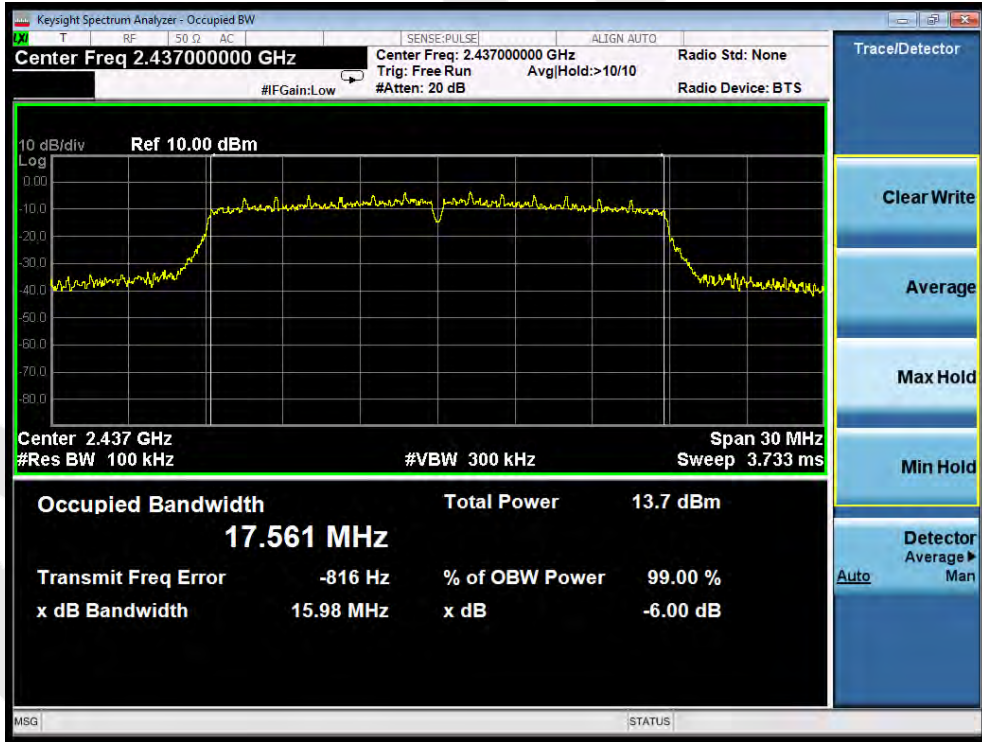 Keysight Spectrum Analyzer - Occupied BW
LXI T RF 50 Ω AC SENSE:PULSE ALIGN AUTO
Center Freq 2.437000000 GHz
Center Freq: 2.437000000 GHz Radio Std: None
Trig: Free Run Avg|Hold:>10/10
#IFGain:Low #Atten: 20 dB Radio Device: BTS
10 dB/div Ref 10.00 dBm
Log
0.00
-10.0
-20.0
-30.0
-40.0
-50.0
-60.0
-70.0
-80.0
Center 2.437 GHz Span 30 MHz
#Res BW 100 kHz #VBW 300 kHz Sweep 3.733 ms
Occupied Bandwidth Total Power 13.7 dBm
17.561 MHz
Transmit Freq Error -816 Hz % of OBW Power 99.00 %
x dB Bandwidth 15.98 MHz x dB -6.00 dB
MSG STATUS
Trace/Detector
Clear Write
Average
Max Hold
Min Hold
Detector
Average▶
Auto Man